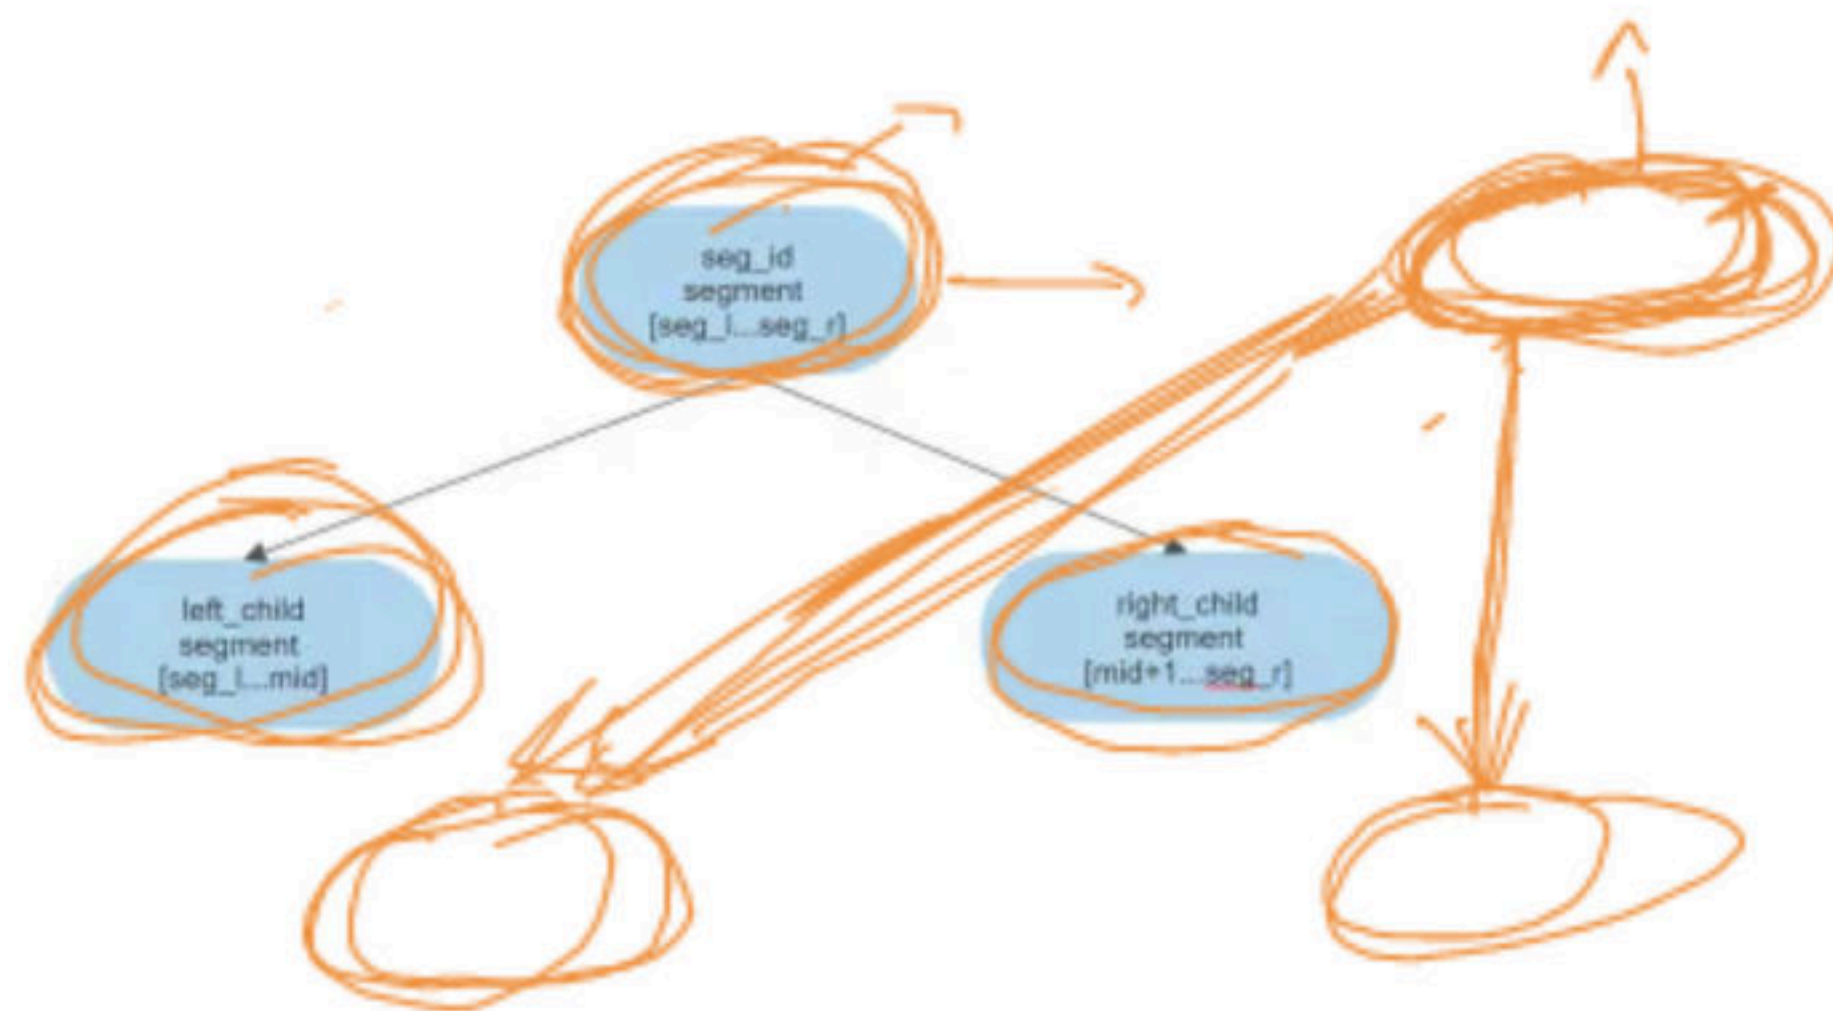 seg_id
segment
[seg_l...seg_r]
left_child
segment
[seg_l...mid]
right_child
segment
[mid+1...seg_r]